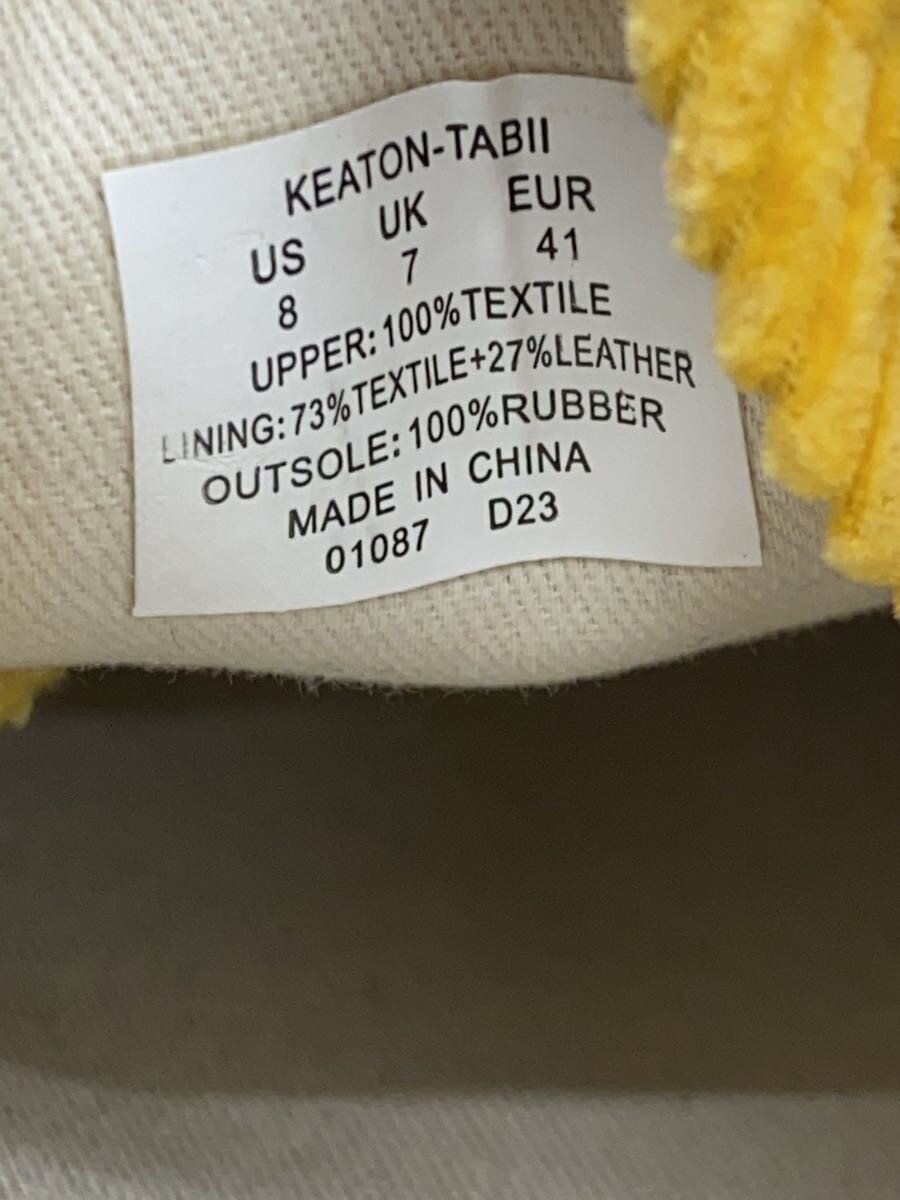 KEATON-TABII
US UK EUR
8 7 41
UPPER:100%TEXTILE
LINING:73%TEXTILE+27%LEATHER
OUTSOLE:100%RUBBER
MADE IN CHINA
01087 D23